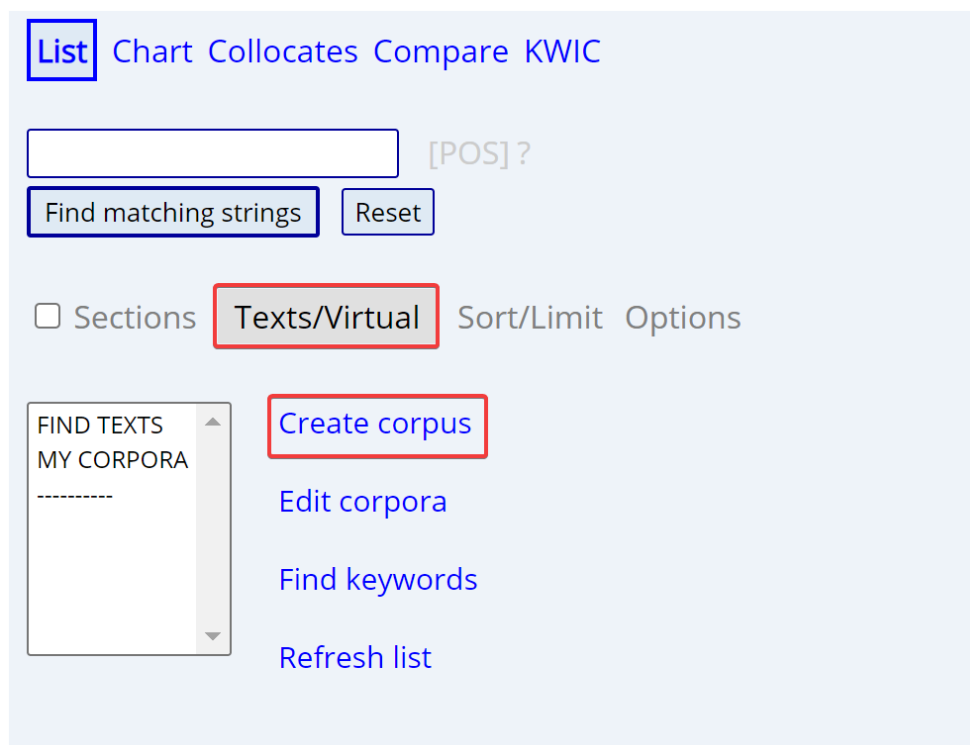 List Chart Collocates Compare KWIC
[POS] ?
Find matching strings Reset
Sections Texts/Virtual Sort/Limit Options
FIND TEXTS
MY CORPORA
----------
Create corpus
Edit corpora
Find keywords
Refresh list